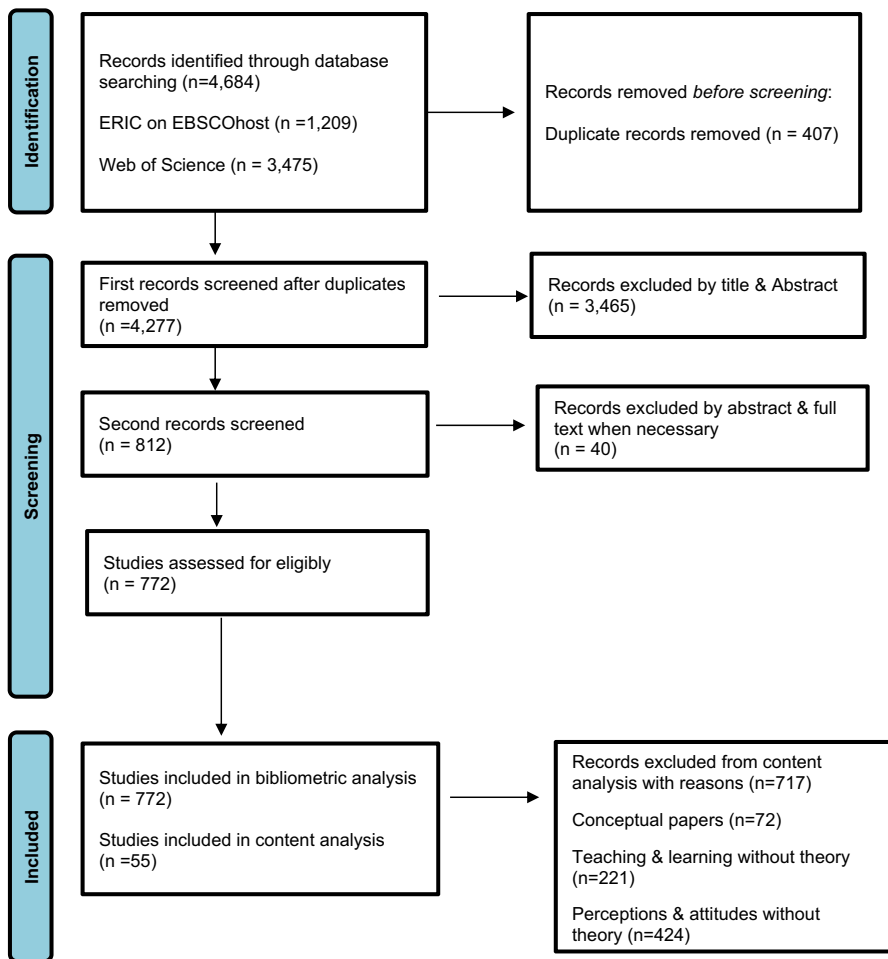 Identification
Records identified through database
searching (n=4,684)
ERIC on EBSCOhost (n =1,209)
Web of Science (n = 3,475)
Records removed before screening:
Duplicate records removed (n = 407)
Screening
First records screened after duplicates
removed
(n =4,277)
Records excluded by title & Abstract
(n = 3,465)
Second records screened
(n = 812)
Records excluded by abstract & full
text when necessary
(n = 40)
Studies assessed for eligibly
(n = 772)
Included
Studies included in bibliometric analysis
(n = 772)
Studies included in content analysis
(n =55)
Records excluded from content
analysis with reasons (n=717)
Conceptual papers (n=72)
Teaching & learning without theory
(n=221)
Perceptions & attitudes without
theory (n=424)